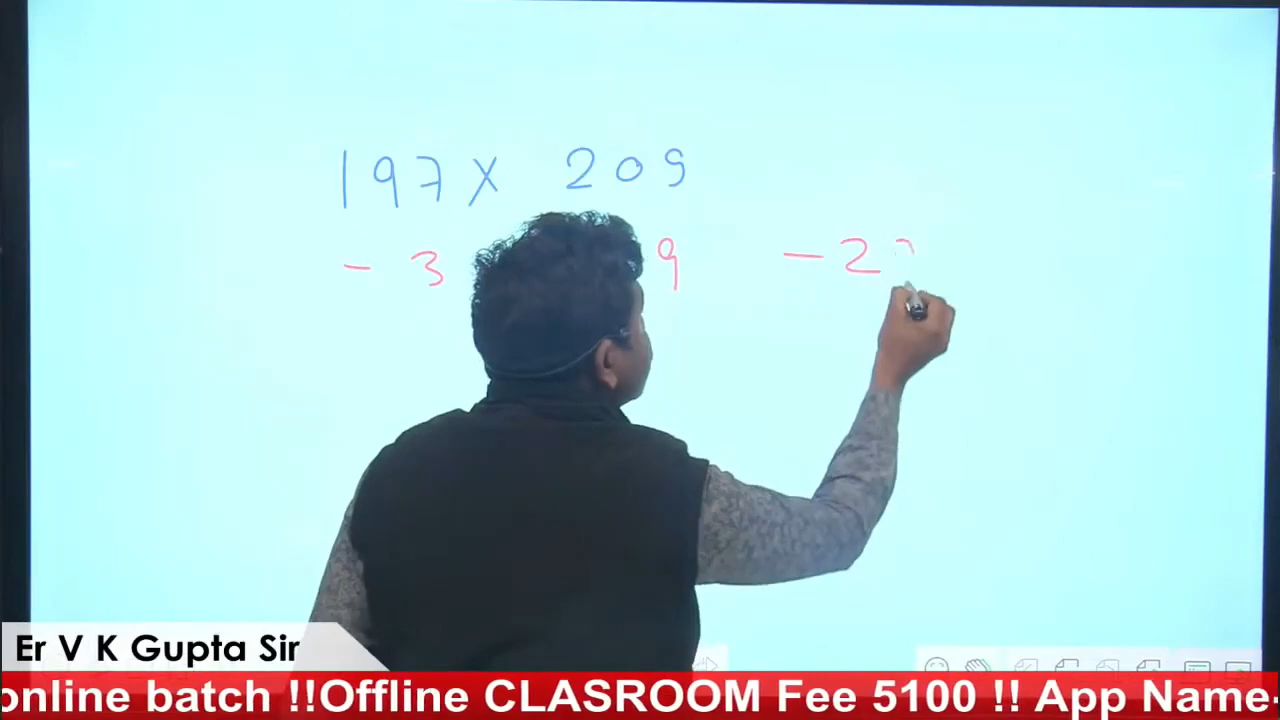 197 X 209
- 3 9 - 2
Er V K Gupta Sir
online batch !!Offline CLASROOM Fee 5100 !! App Name-